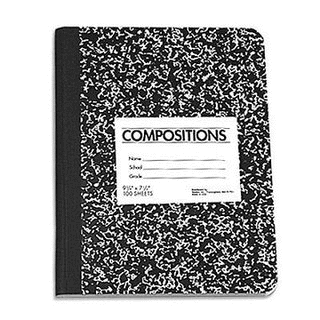 COMPOSITIONS
Name
School
Grade
9¾" x 7½"
100 SHEETS